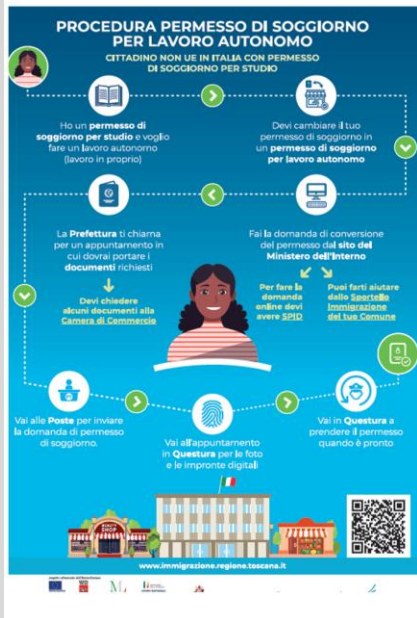 PROCEDURA PERMESSO DI SOGGIORNO
PER LAVORO AUTONOMO
CITTADINO NON UE IN ITALIA CON PERMESSO
DI SOGGIORNO PER STUDIO
Ho un permesso di
soggiorno per studio e voglio
fare un lavoro autonomo
(lavoro in proprio)
Devi cambiare il tuo
permesso di soggiorno in
un permesso di soggiorno
per lavoro autonomo
Fai la domanda di conversione
del permesso dal sito del
Ministero dell'Interno
Per fare la
domanda
online devi
avere SPID
Puoi farti aiutare
dallo Sportello
Immigrazione
del tuo Comune
La Prefettura ti chiama
per un appuntamento in
cui dovrai portare i
documenti richiesti
Devi chiedere
alcuni documenti alla
Camera di Commercio
Vai alle Poste per inviare
la domanda di permesso
di soggiorno.
Vai all'appuntamento
in Questura per le foto
e le impronte digitali
Vai in Questura a
prendere il permesso
quando è pronto
SHOP
www.immigrazione.regione.toscana.it